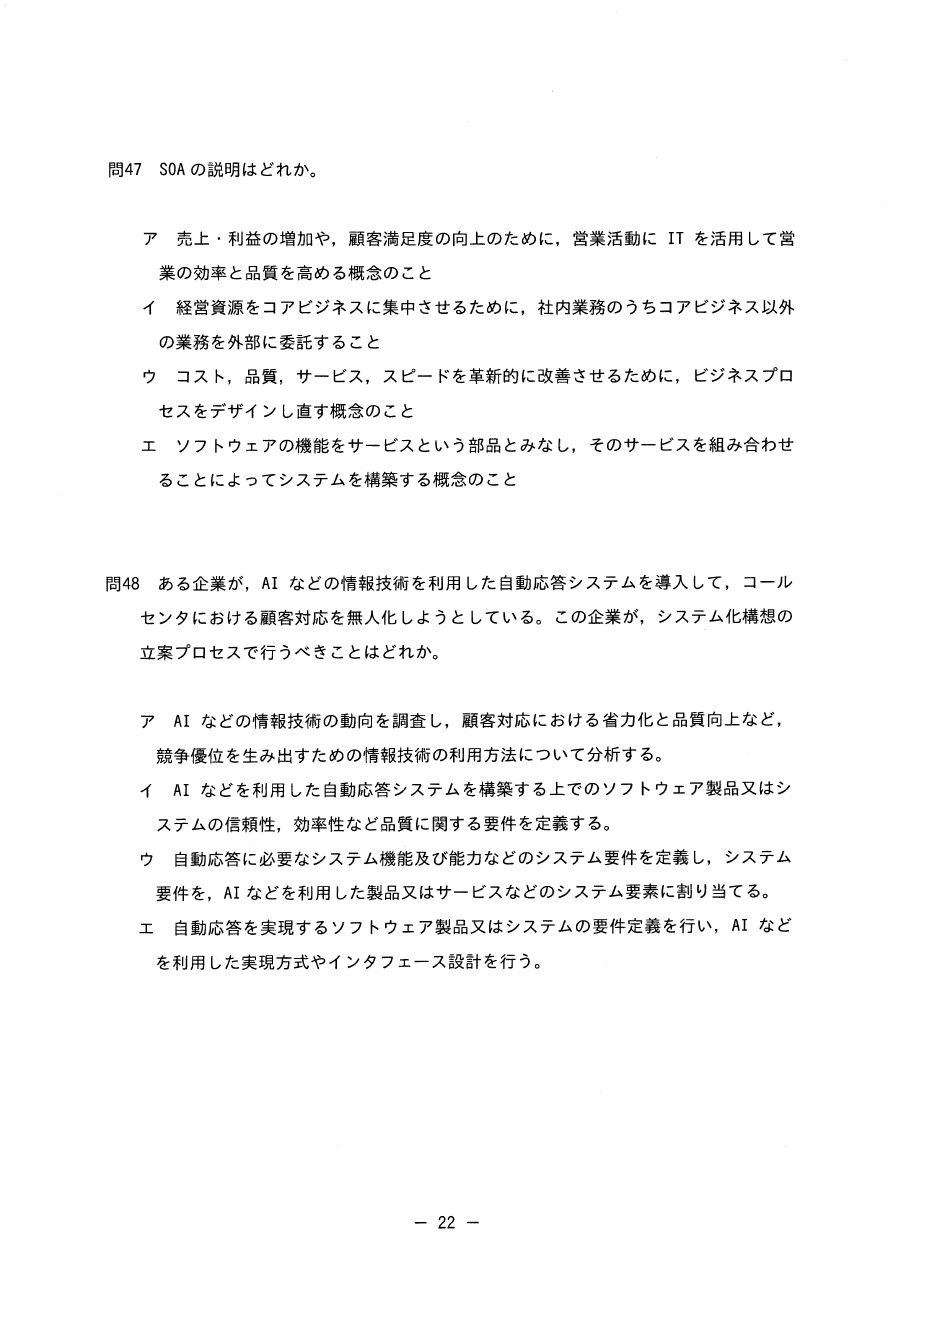 問47　SOA の説明はどれか。
ア　売上・利益の増加や，顧客満足度の向上のために，営業活動に IT を活用して営
業の効率と品質を高める概念のこと
イ　経営資源をコアビジネスに集中させるために，社内業務のうちコアビジネス以外
の業務を外部に委託すること
ウ　コスト，品質，サービス，スピードを革新的に改善させるために，ビジネスプロ
セスをデザインし直す概念のこと
エ　ソフトウェアの機能をサービスという部品とみなし，そのサービスを組み合わせ
ることによってシステムを構築する概念のこと
問48　ある企業が，AI などの情報技術を利用した自動応答システムを導入して，コール
センタにおける顧客対応を無人化しようとしている。この企業が，システム化構想の
立案プロセスで行うべきことはどれか。
ア　AI などの情報技術の動向を調査し，顧客対応における省力化と品質向上など，
競争優位を生み出すための情報技術の利用方法について分析する。
イ　AI などを利用した自動応答システムを構築する上でのソフトウェア製品又はシ
ステムの信頼性，効率性など品質に関する要件を定義する。
ウ　自動応答に必要なシステム機能及び能力などのシステム要件を定義し，システム
要件を，AI などを利用した製品又はサービスなどのシステム要素に割り当てる。
エ　自動応答を実現するソフトウェア製品又はシステムの要件定義を行い，AI など
を利用した実現方式やインタフェース設計を行う。
－ 22 －